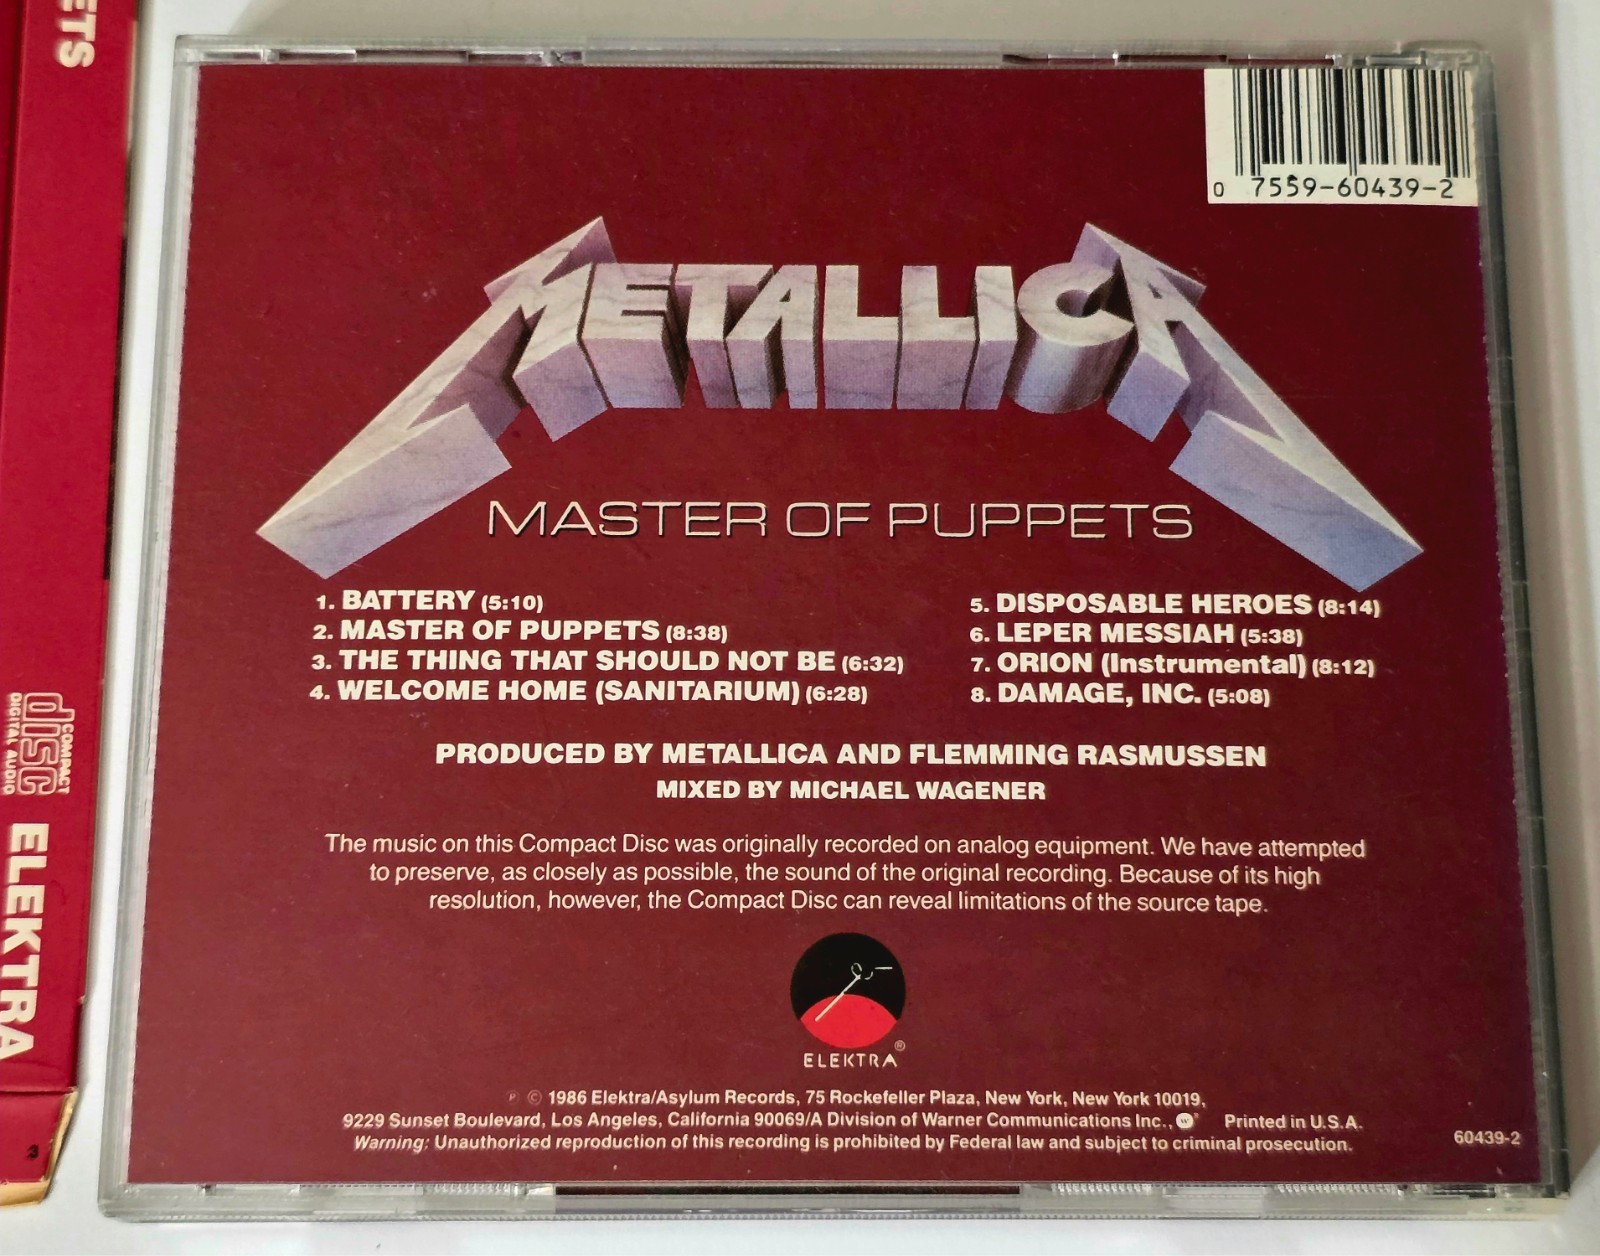 ETS
COMPACT
disc
DIGITAL AUDIO
ELEKTRA
3
0 7559-60439-2
METALLICA
MASTER OF PUPPETS
1. BATTERY (5:10)
2. MASTER OF PUPPETS (8:38)
3. THE THING THAT SHOULD NOT BE (6:32)
4. WELCOME HOME (SANITARIUM) (6:28)
5. DISPOSABLE HEROES (8:14)
6. LEPER MESSIAH (5:38)
7. ORION (Instrumental) (8:12)
8. DAMAGE, INC. (5:08)
PRODUCED BY METALLICA AND FLEMMING RASMUSSEN
MIXED BY MICHAEL WAGENER
The music on this Compact Disc was originally recorded on analog equipment. We have attempted
to preserve, as closely as possible, the sound of the original recording. Because of its high
resolution, however, the Compact Disc can reveal limitations of the source tape.
ELEKTRA®
℗ © 1986 Elektra/Asylum Records, 75 Rockefeller Plaza, New York, New York 10019,
9229 Sunset Boulevard, Los Angeles, California 90069/A Division of Warner Communications Inc., Printed in U.S.A.
Warning: Unauthorized reproduction of this recording is prohibited by Federal law and subject to criminal prosecution.
60439-2